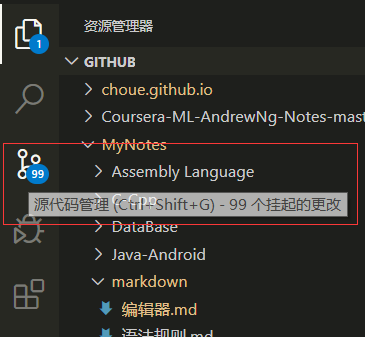 资源管理器
1
GITHUB
choue.github.io
Coursera-ML-AndrewNg-Notes-mast
MyNotes
Assembly Language
99
源代码管理 (Ctrl+Shift+G) - 99 个挂起的更改
DataBase
Java-Android
markdown
编辑器.md
语法规则.md